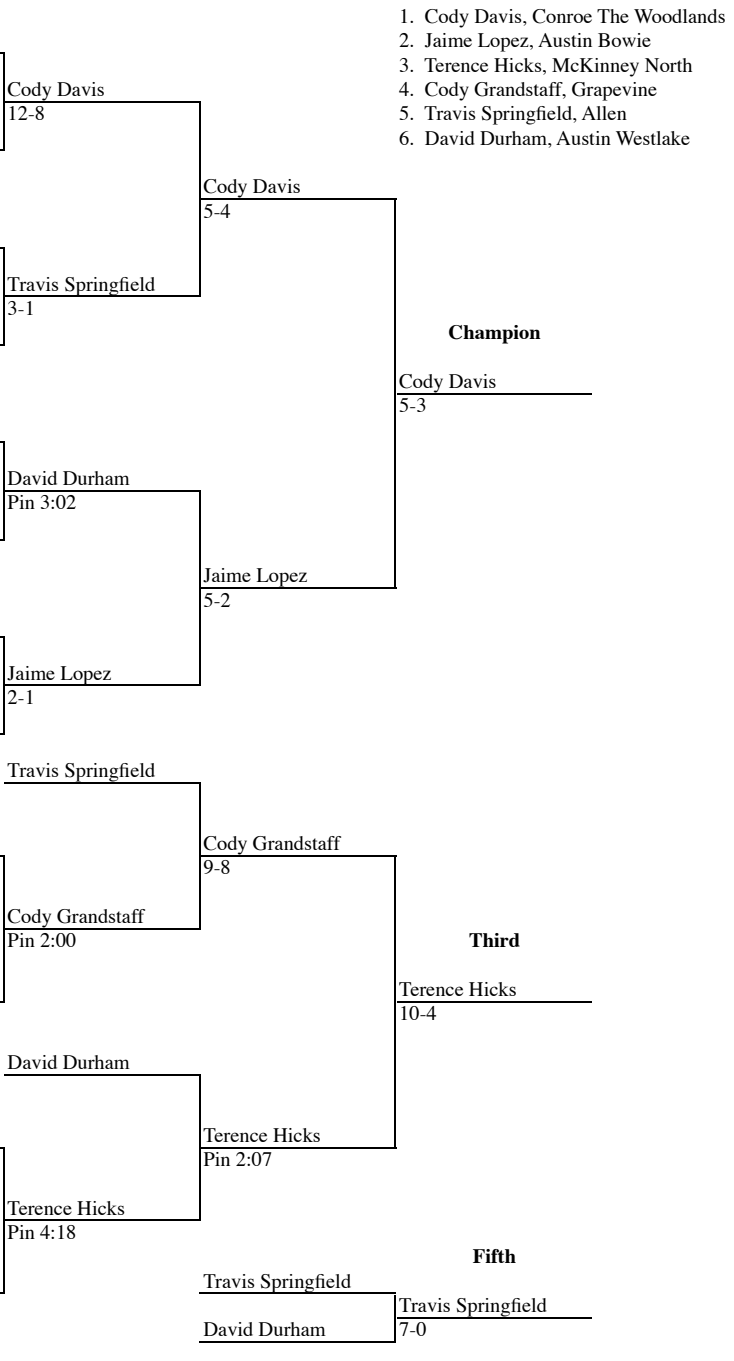 1. Cody Davis, Conroe The Woodlands
2. Jaime Lopez, Austin Bowie
3. Terence Hicks, McKinney North
4. Cody Grandstaff, Grapevine
5. Travis Springfield, Allen
6. David Durham, Austin Westlake
Cody Davis
12-8
Cody Davis
5-4
Travis Springfield
3-1
Champion
Cody Davis
5-3
David Durham
Pin 3:02
Jaime Lopez
5-2
Jaime Lopez
2-1
Travis Springfield
Cody Grandstaff
9-8
Cody Grandstaff
Pin 2:00
Third
Terence Hicks
10-4
David Durham
Terence Hicks
Pin 2:07
Terence Hicks
Pin 4:18
Fifth
Travis Springfield
Travis Springfield
David Durham
7-0